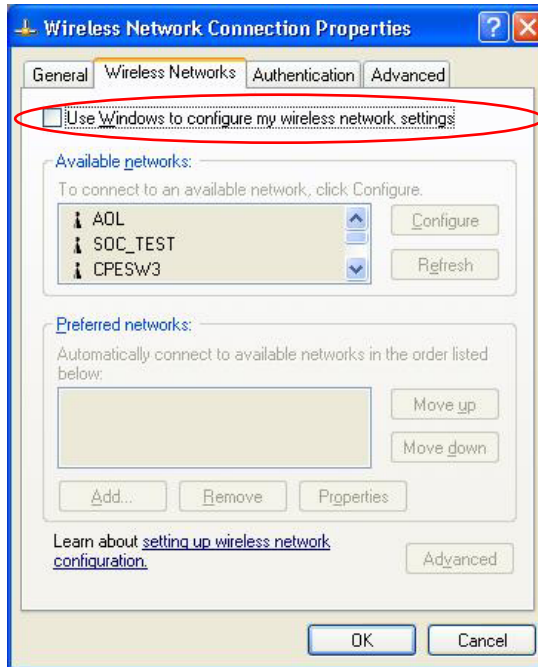 Wireless Network Connection Properties
General Wireless Networks Authentication Advanced
Use Windows to configure my wireless network settings
Available networks:
To connect to an available network, click Configure.
AOL
SOC_TEST
CPESW3
Configure
Refresh
Preferred networks:
Automatically connect to available networks in the order listed
below:
Move up
Move down
Add... Remove Properties
Learn about setting up wireless network
configuration.
Advanced
OK Cancel